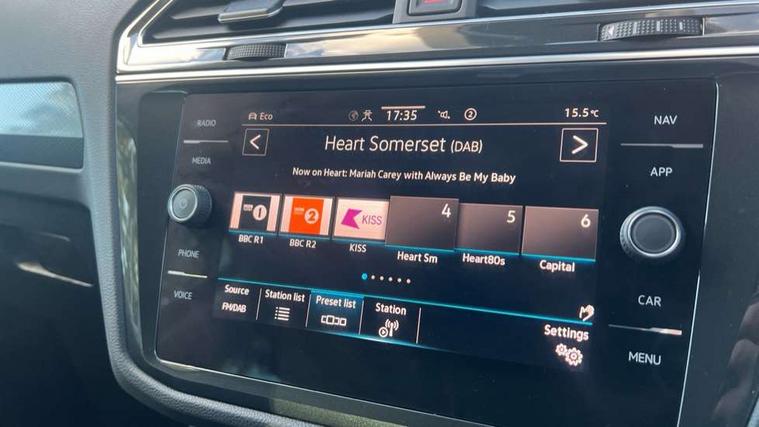 RADIO
MEDIA
PHONE
VOICE
Eco
17:35
2
15.5°C
Heart Somerset (DAB)
Now on Heart: Mariah Carey with Always Be My Baby
1
2
KISS
4
5
6
BBC R1
BBC R2
KISS
Heart Sm
Heart80s
Capital
Source
FM/DAB
Station list
Preset list
Station
Settings
NAV
APP
CAR
MENU